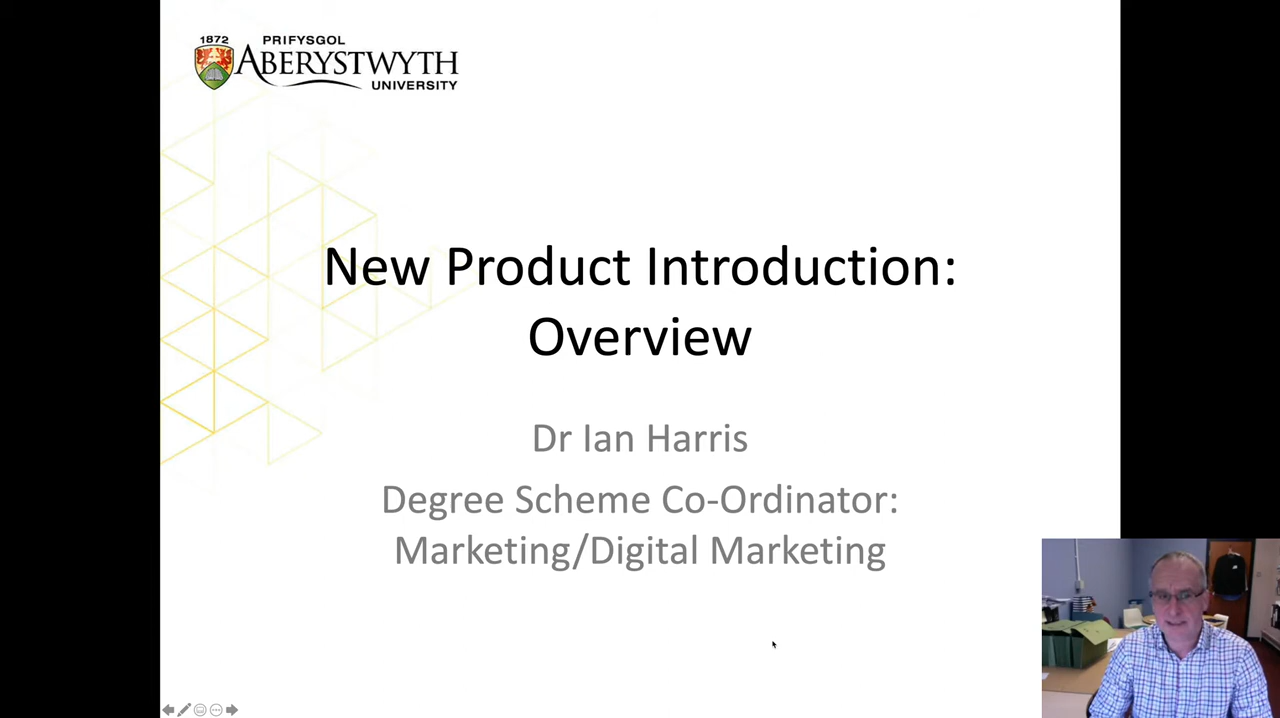 1872 PRIFYSGOL
ABERYSTWYTH
UNIVERSITY
New Product Introduction:
Overview
Dr Ian Harris
Degree Scheme Co-Ordinator:
Marketing/Digital Marketing